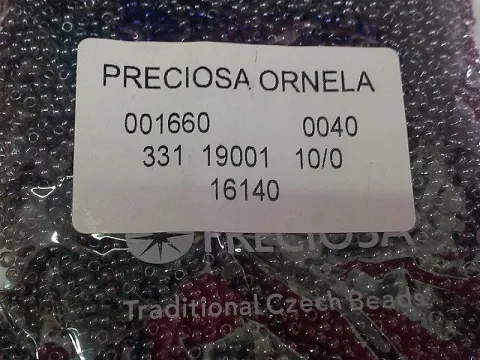 PRECIOSA ORNELA
001660 0040
331 19001 10/0
16140
PRECIOSA
Traditional Czech Beads